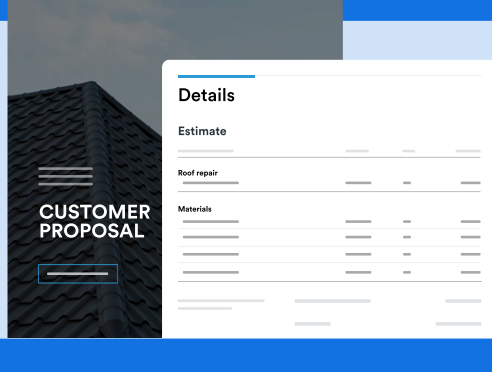 CUSTOMER
PROPOSAL
Details
Estimate
Roof repair
Materials